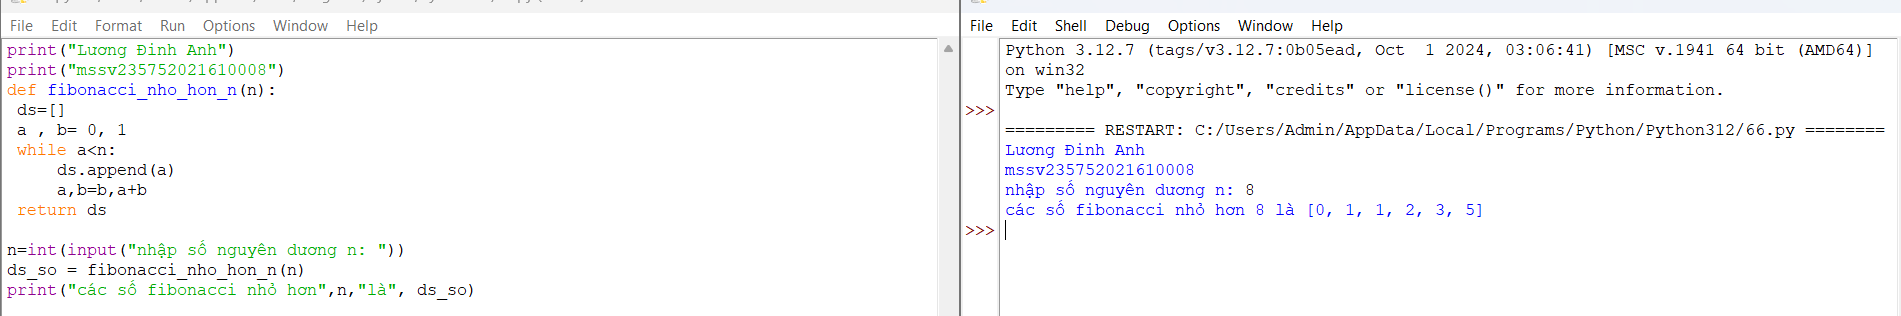 File Edit Format Run Options Window Help
print("Lương Đinh Anh")
print("mssv235752021610008")
def fibonacci_nho_hon_n(n):
 ds=[]
 a , b= 0, 1
 while a<n:
     ds.append(a)
     a,b=b,a+b
 return ds
n=int(input("nhập số nguyên dương n: "))
ds_so = fibonacci_nho_hon_n(n)
print("các số fibonacci nhỏ hơn",n,"là", ds_so)
File Edit Shell Debug Options Window Help
Python 3.12.7 (tags/v3.12.7:0b05ead, Oct  1 2024, 03:06:41) [MSC v.1941 64 bit (AMD64)]
on win32
Type "help", "copyright", "credits" or "license()" for more information.
>>>
========= RESTART: C:/Users/Admin/AppData/Local/Programs/Python/Python312/66.py ========
Lương Đinh Anh
mssv235752021610008
nhập số nguyên dương n: 8
các số fibonacci nhỏ hơn 8 là [0, 1, 1, 2, 3, 5]
>>>